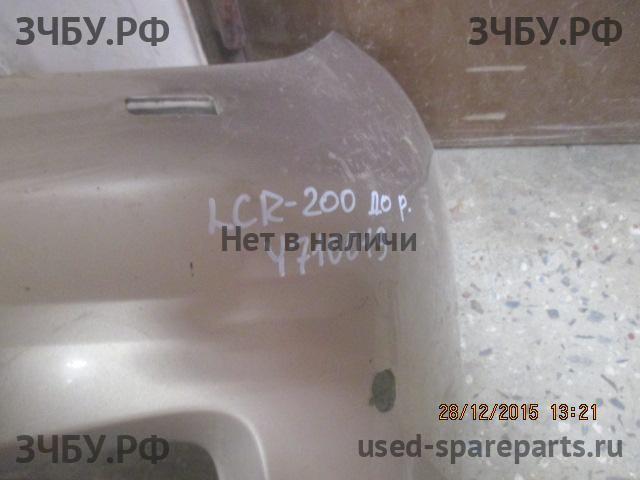 ЗЧБУ.РФ
ЗЧБУ.РФ
LCR-200 до р.
Нет в наличи
28/12/2015 13:21
ЗЧБУ.РФ
used-spareparts.ru